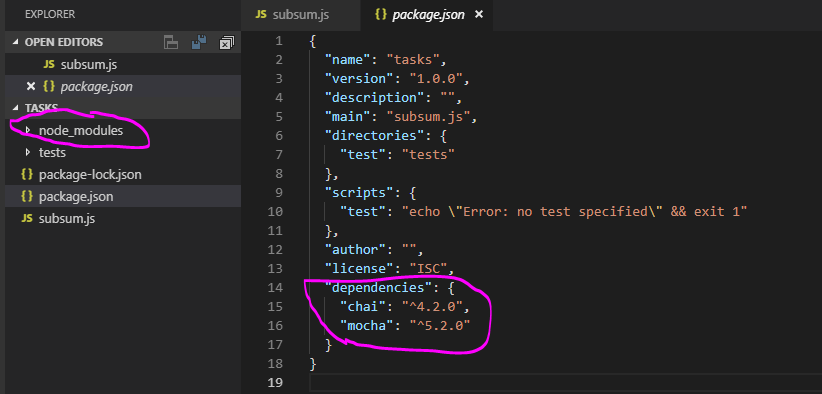 EXPLORER
OPEN EDITORS
JS subsum.js
{} package.json
TASKS
node_modules
tests
{} package-lock.json
{} package.json
JS subsum.js
JS subsum.js
{} package.json
1 {
2 "name": "tasks",
3 "version": "1.0.0",
4 "description": "",
5 "main": "subsum.js",
6 "directories": {
7 "test": "tests"
8 },
9 "scripts": {
10 "test": "echo \"Error: no test specified\" && exit 1"
11 },
12 "author": "",
13 "license": "ISC",
14 "dependencies": {
15 "chai": "^4.2.0",
16 "mocha": "^5.2.0"
17 }
18 }
19